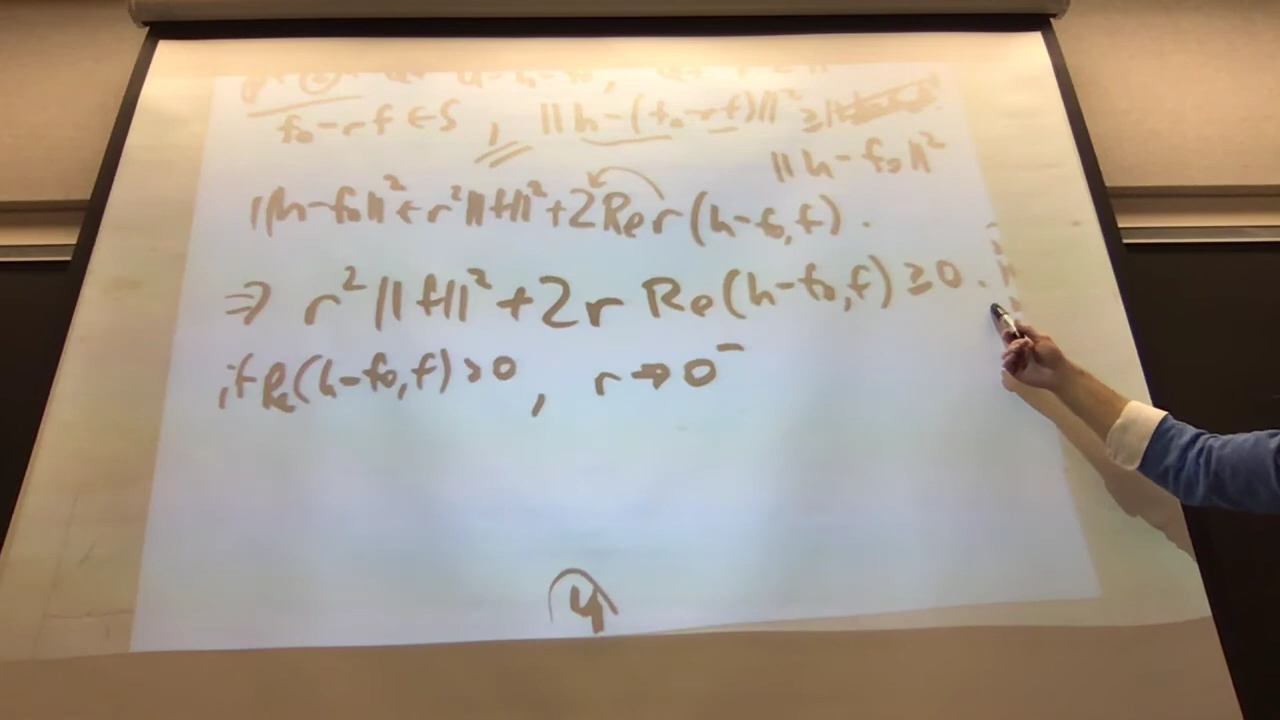 f₀-rf∈S, ‖h-(f₀-rf)‖² ≥
‖h-f₀‖²
‖h-f₀‖²+r²‖f‖²+2Re r(h-f₀,f).
⇒ r²‖f‖²+2r Re(h-f₀,f)≥0.
if Re(h-f₀,f)>0, r→0⁻
4